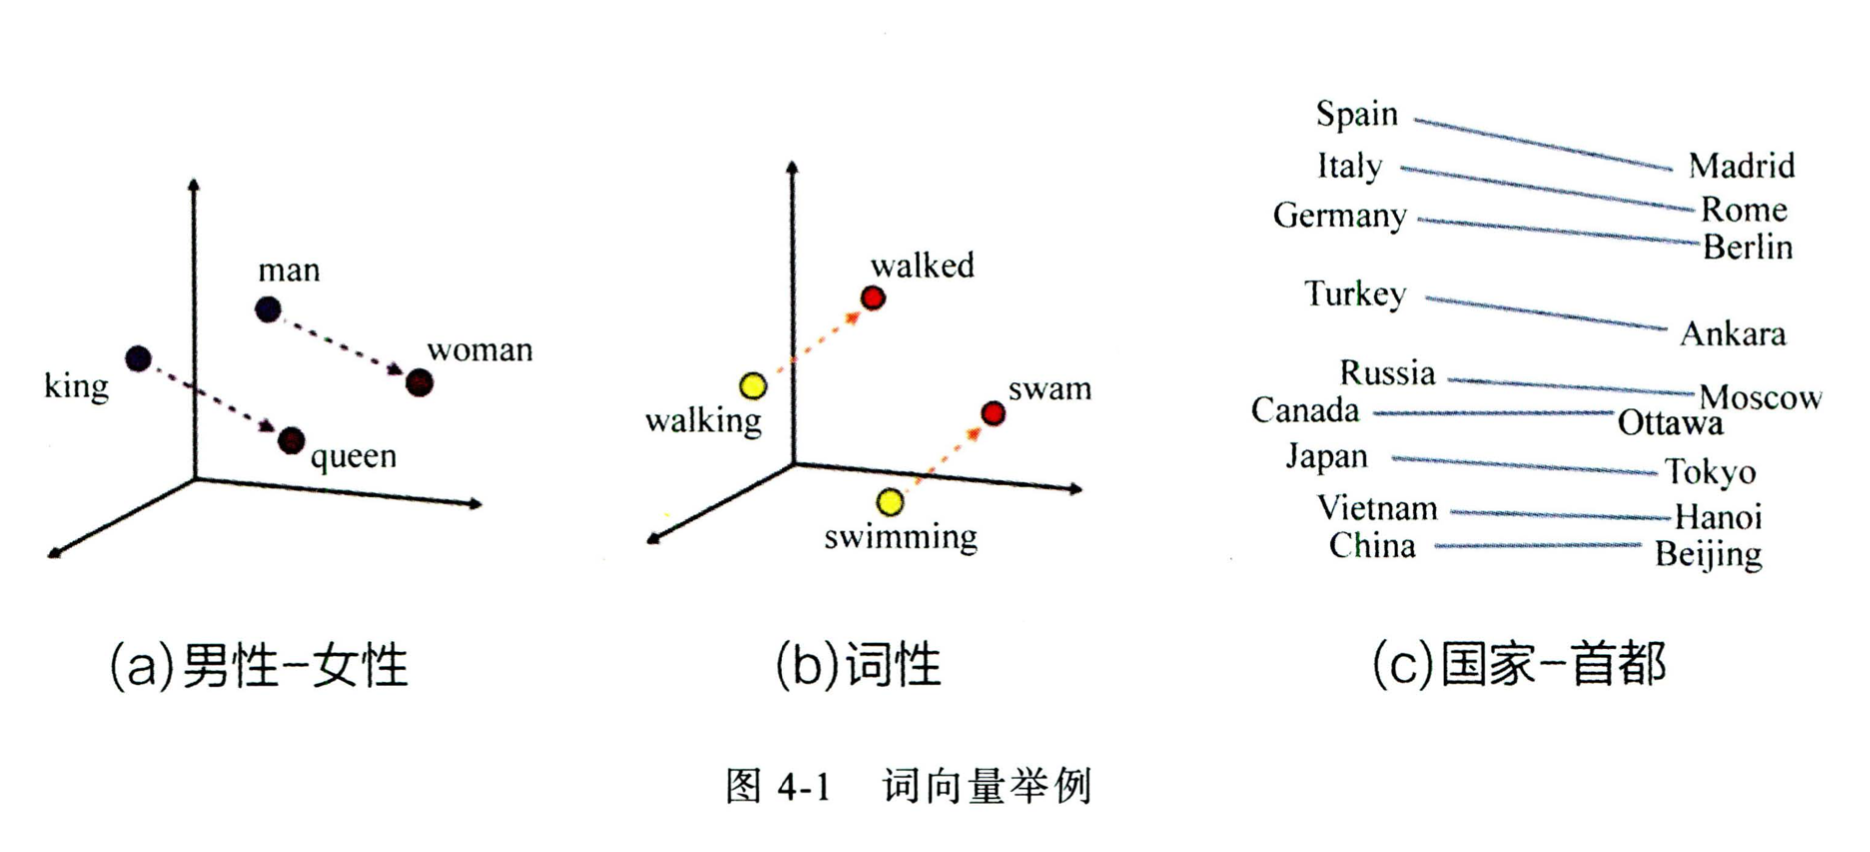 man
woman
king
queen
walked
walking
swam
swimming
Spain Madrid
Italy Rome
Germany Berlin
Turkey Ankara
Russia Moscow
Canada Ottawa
Japan Tokyo
Vietnam Hanoi
China Beijing
(a)男性-女性
(b)词性
(c)国家-首都
图 4-1 词向量举例